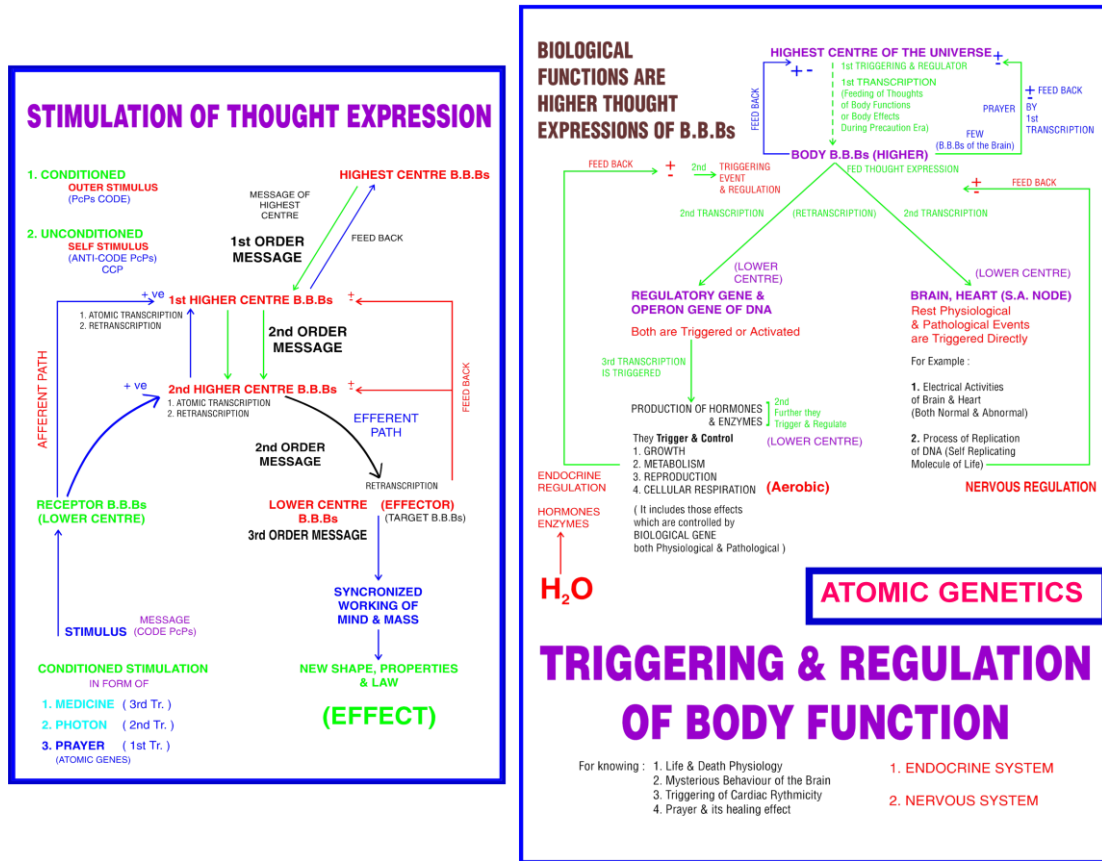 STIMULATION OF THOUGHT EXPRESSION
1. CONDITIONED
OUTER STIMULUS
(PcPs CODE)
2. UNCONDITIONED
SELF STIMULUS
(ANTI-CODE PcPs)
CCP
HIGHEST CENTRE B.B.Bs
MESSAGE OF
HIGHEST
CENTRE
FEED BACK
1st ORDER
MESSAGE
+ ve
1st HIGHER CENTRE B.B.Bs
+
-
1. ATOMIC TRANSCRIPTION
2. RETRANSCRIPTION
2nd ORDER
MESSAGE
AFFERENT PATH
FEED BACK
+ ve
2nd HIGHER CENTRE B.B.Bs
+
-
1. ATOMIC TRANSCRIPTION
2. RETRANSCRIPTION
EFFERENT
PATH
2nd ORDER
MESSAGE
RETRANSCRIPTION
RECEPTOR B.B.Bs
(LOWER CENTRE)
LOWER CENTRE (EFFECTOR)
B.B.Bs (TARGET B.B.Bs)
3rd ORDER MESSAGE
SYNCRONIZED
WORKING OF
MIND & MASS
STIMULUS
MESSAGE
(CODE PcPs)
CONDITIONED STIMULATION
IN FORM OF
1. MEDICINE ( 3rd Tr. )
2. PHOTON ( 2nd Tr. )
3. PRAYER ( 1st Tr. )
(ATOMIC GENES)
NEW SHAPE, PROPERTIES
& LAW
(EFFECT)
BIOLOGICAL
FUNCTIONS ARE
HIGHER THOUGHT
EXPRESSIONS OF B.B.Bs
HIGHEST CENTRE OF THE UNIVERSE
+
-
+ -
1st TRIGGERING & REGULATOR
1st TRANSCRIPTION
(Feeding of Thoughts
of Body Functions
or Body Effects
During Precaution Era)
FEED BACK
PRAYER
+
-
FEED BACK
BY
1st
TRANSCRIPTION
FEW
(B.B.Bs of the Brain)
BODY B.B.Bs (HIGHER)
FED THOUGHT EXPRESSION
FEED BACK
+
-
2nd
TRIGGERING
EVENT
& REGULATION
+
-
FEED BACK
2nd TRANSCRIPTION
(RETRANSCRIPTION)
2nd TRANSCRIPTION
(LOWER
CENTRE)
REGULATORY GENE &
OPERON GENE OF DNA
Both are Triggered or Activated
3rd TRANSCRIPTION
IS TRIGGERED
PRODUCTION OF HORMONES
& ENZYMES
2nd
Further they
Trigger & Regulate
(LOWER CENTRE)
They Trigger & Control
1. GROWTH
2. METABOLISM
3. REPRODUCTION
4. CELLULAR RESPIRATION
(Aerobic)
( It includes those effects
which are controlled by
BIOLOGICAL GENE
both Physiological & Pathological )
(LOWER CENTRE)
BRAIN, HEART (S.A. NODE)
Rest Physiological
& Pathological Events
are Triggered Directly
For Example :
1. Electrical Activities
of Brain & Heart
(Both Normal & Abnormal)
2. Process of Replication
of DNA (Self Replicating
Molecule of Life)
NERVOUS REGULATION
ENDOCRINE
REGULATION
HORMONES
ENZYMES
H₂O
ATOMIC GENETICS
TRIGGERING & REGULATION
OF BODY FUNCTION
For knowing : 1. Life & Death Physiology
2. Mysterious Behaviour of the Brain
3. Triggering of Cardiac Rythmicity
4. Prayer & its healing effect
1. ENDOCRINE SYSTEM
2. NERVOUS SYSTEM